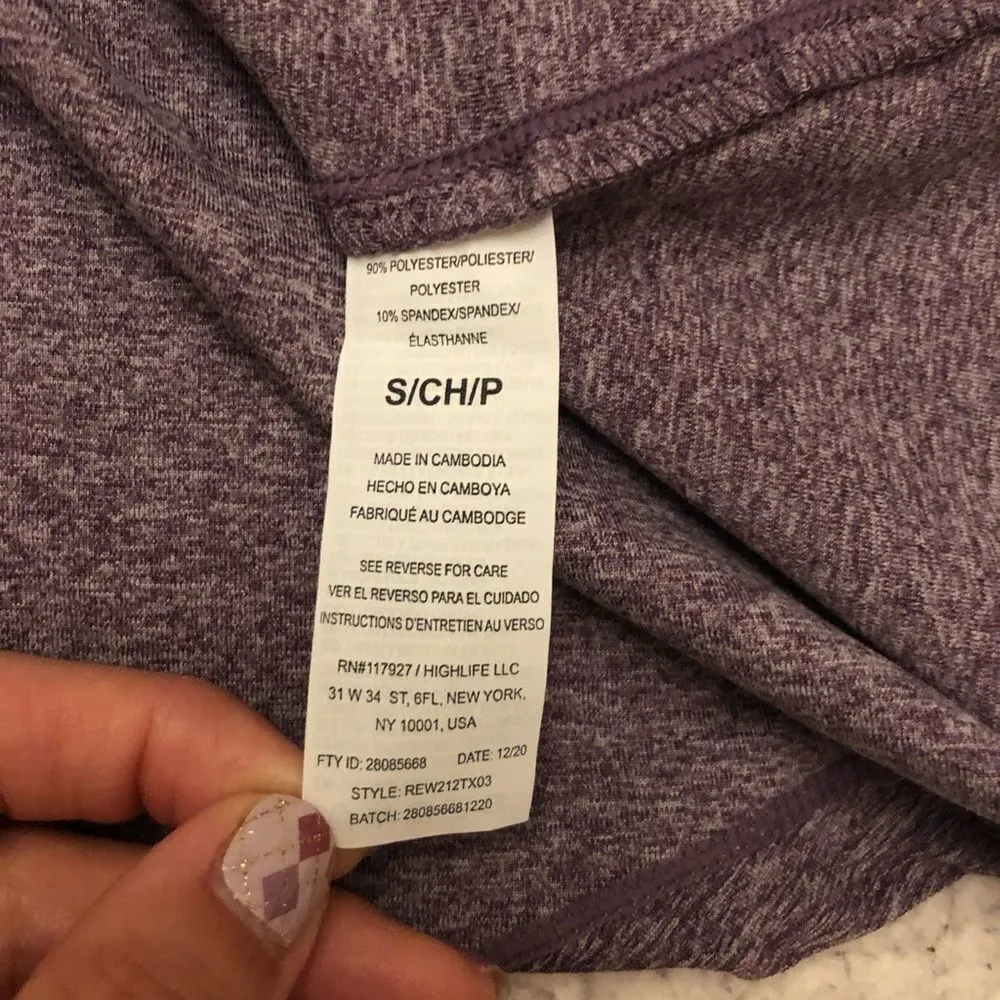 90% POLYESTER/POLIESTER/
POLYESTER
10% SPANDEX/SPANDEX/
ÉLASTHANNE
S/CH/P
MADE IN CAMBODIA
HECHO EN CAMBOYA
FABRIQUÉ AU CAMBODGE
SEE REVERSE FOR CARE
VER EL REVERSO PARA EL CUIDADO
INSTRUCTIONS D'ENTRETIEN AU VERSO
RN#117927 / HIGHLIFE LLC
31 W 34 ST, 6FL, NEW YORK,
NY 10001, USA
FTY ID: 28085668 DATE: 12/20
STYLE: REW212TX03
BATCH: 280856681220